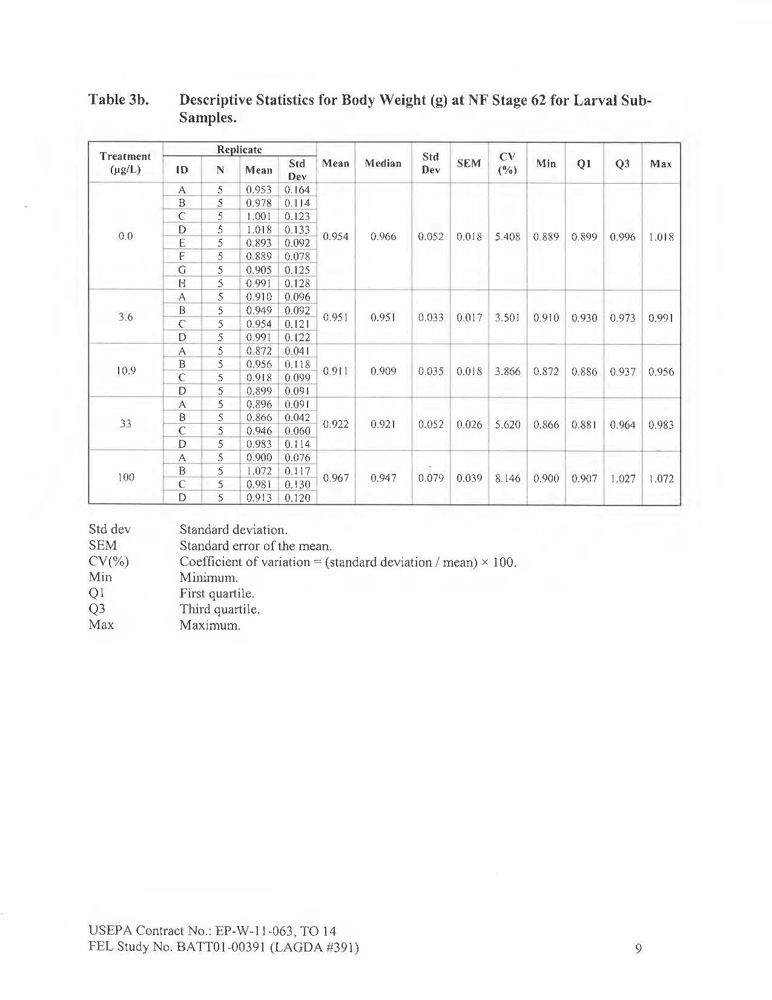 Table 3b. Descriptive Statistics for Body Weight (g) at NF Stage 62 for Larval Sub-
Samples.
Treatment (µg/L) Replicate Mean Median Std Dev SEM CV (%) Min Q1 Q3 Max
ID N Mean Std Dev
0.0 A 5 0.953 0.164 0.954 0.966 0.052 0.018 5.408 0.889 0.899 0.996 1.018
B 5 0.978 0.114
C 5 1.001 0.123
D 5 1.018 0.133
E 5 0.893 0.092
F 5 0.889 0.078
G 5 0.905 0.125
H 5 0.991 0.128
3.6 A 5 0.910 0.096 0.951 0.951 0.033 0.017 3.501 0.910 0.930 0.973 0.991
B 5 0.949 0.092
C 5 0.954 0.121
D 5 0.991 0.122
10.9 A 5 0.872 0.041 0.911 0.909 0.035 0.018 3.866 0.872 0.886 0.937 0.956
B 5 0.956 0.118
C 5 0.918 0.099
D 5 0.899 0.091
33 A 5 0.896 0.091 0.922 0.921 0.052 0.026 5.620 0.866 0.881 0.964 0.983
B 5 0.866 0.042
C 5 0.946 0.060
D 5 0.983 0.114
100 A 5 0.900 0.076 0.967 0.947 0.079 0.039 8.146 0.900 0.907 1.027 1.072
B 5 1.072 0.117
C 5 0.981 0.130
D 5 0.913 0.120
Std dev Standard deviation.
SEM Standard error of the mean.
CV(%) Coefficient of variation = (standard deviation / mean) × 100.
Min Minimum.
Q1 First quartile.
Q3 Third quartile.
Max Maximum.
USEPA Contract No.: EP-W-11-063, TO 14
FEL Study No. BATT01-00391 (LAGDA #391) 9